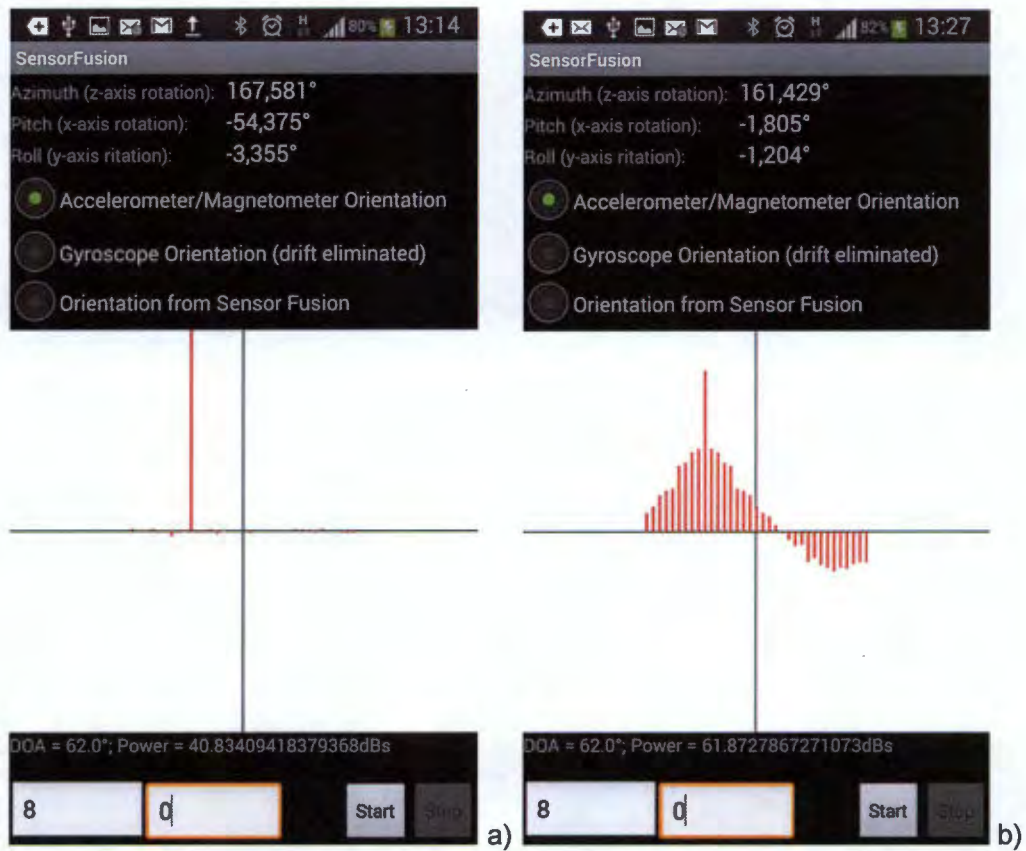 80% 13:14
SensorFusion
Azimuth (z-axis rotation): 167,581°
Pitch (x-axis rotation): -54,375°
Roll (y-axis ritation): -3,355°
Accelerometer/Magnetometer Orientation
Gyroscope Orientation (drift eliminated)
Orientation from Sensor Fusion
DOA = 62.0°; Power = 40.83409418379368dBs
8
0
Start
Stop
a)
H
82% 13:27
SensorFusion
Azimuth (z-axis rotation): 161,429°
Pitch (x-axis rotation): -1,805°
Roll (y-axis ritation): -1,204°
Accelerometer/Magnetometer Orientation
Gyroscope Orientation (drift eliminated)
Orientation from Sensor Fusion
DOA = 62.0°; Power = 61.8727867271073dBs
8
0
Start
Stop
b)